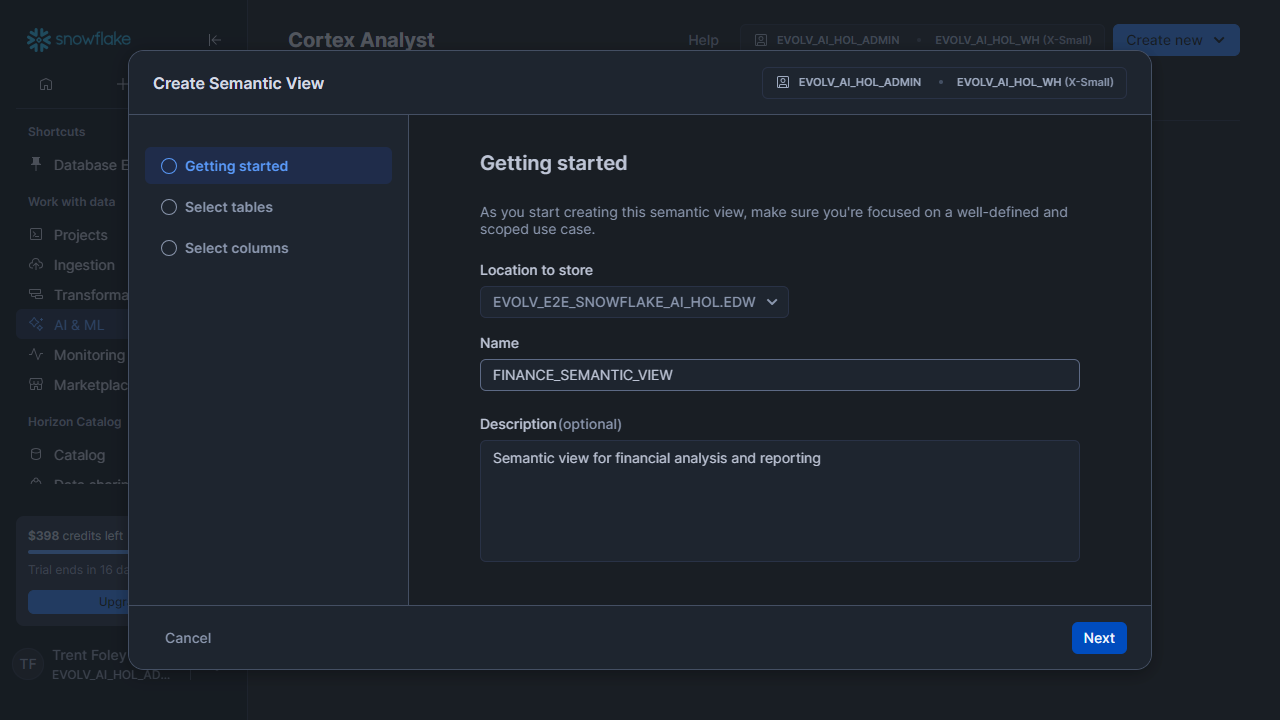 snowflake
Cortex Analyst
Help
EVOLV_AI_HOL_ADMIN
EVOLV_AI_HOL_WH (X-Small)
Create new
Create Semantic View
EVOLV_AI_HOL_ADMIN
EVOLV_AI_HOL_WH (X-Small)
Shortcuts
Database E
Work with data
Projects
Ingestion
Transforma
AI & ML
Monitoring
Marketplac
Horizon Catalog
Catalog
Data sharin
$398 credits left
Trial ends in 16 da
Upgr
TF
Trent Foley
EVOLV_AI_HOL_AD...
Getting started
Select tables
Select columns
Getting started
As you start creating this semantic view, make sure you're focused on a well-defined and
scoped use case.
Location to store
EVOLV_E2E_SNOWFLAKE_AI_HOL.EDW
Name
FINANCE_SEMANTIC_VIEW
Description (optional)
Semantic view for financial analysis and reporting
Cancel
Next